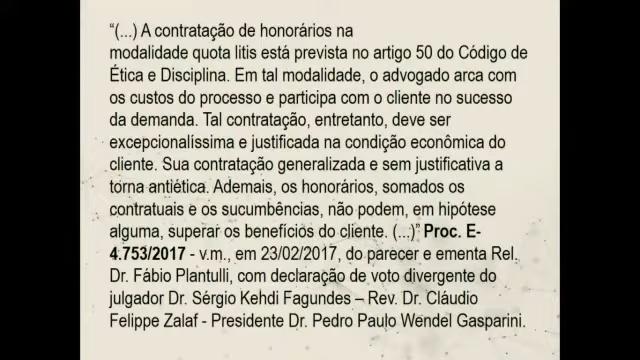 “(...) A contratação de honorários na
modalidade quota litis está prevista no artigo 50 do Código de
Ética e Disciplina. Em tal modalidade, o advogado arca com
os custos do processo e participa com o cliente no sucesso
da demanda. Tal contratação, entretanto, deve ser
excepcionalíssima e justificada na condição econômica do
cliente. Sua contratação generalizada e sem justificativa a
torna antiética. Ademais, os honorários, somados os
contratuais e os sucumbências, não podem, em hipótese
alguma, superar os benefícios do cliente. (...)” Proc. E-
4.753/2017 - v.m., em 23/02/2017, do parecer e ementa Rel.
Dr. Fábio Plantulli, com declaração de voto divergente do
julgador Dr. Sérgio Kehdi Fagundes – Rev. Dr. Cláudio
Felippe Zalaf - Presidente Dr. Pedro Paulo Wendel Gasparini.